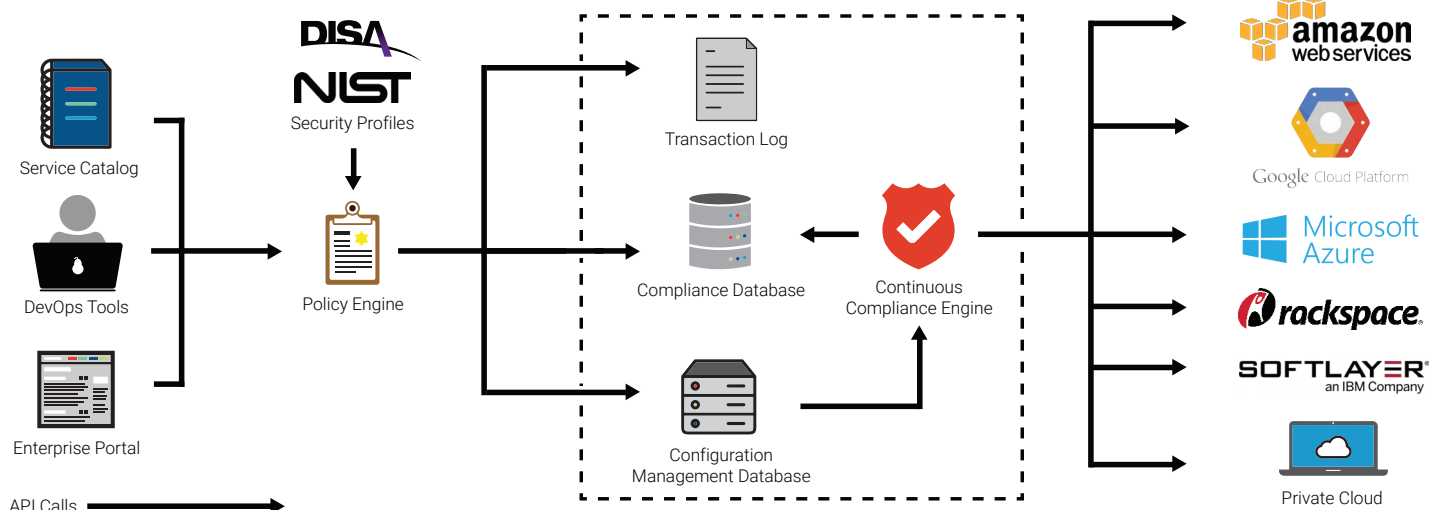 DISA
NIST
Security Profiles
Service Catalog
DevOps Tools
Enterprise Portal
API Calls
Policy Engine
Transaction Log
Compliance Database
Continuous
Compliance Engine
Configuration
Management Database
amazon
web services
Google Cloud Platform
Microsoft
Azure
rackspace®
SOFTLAYER®
an IBM Company
Private Cloud